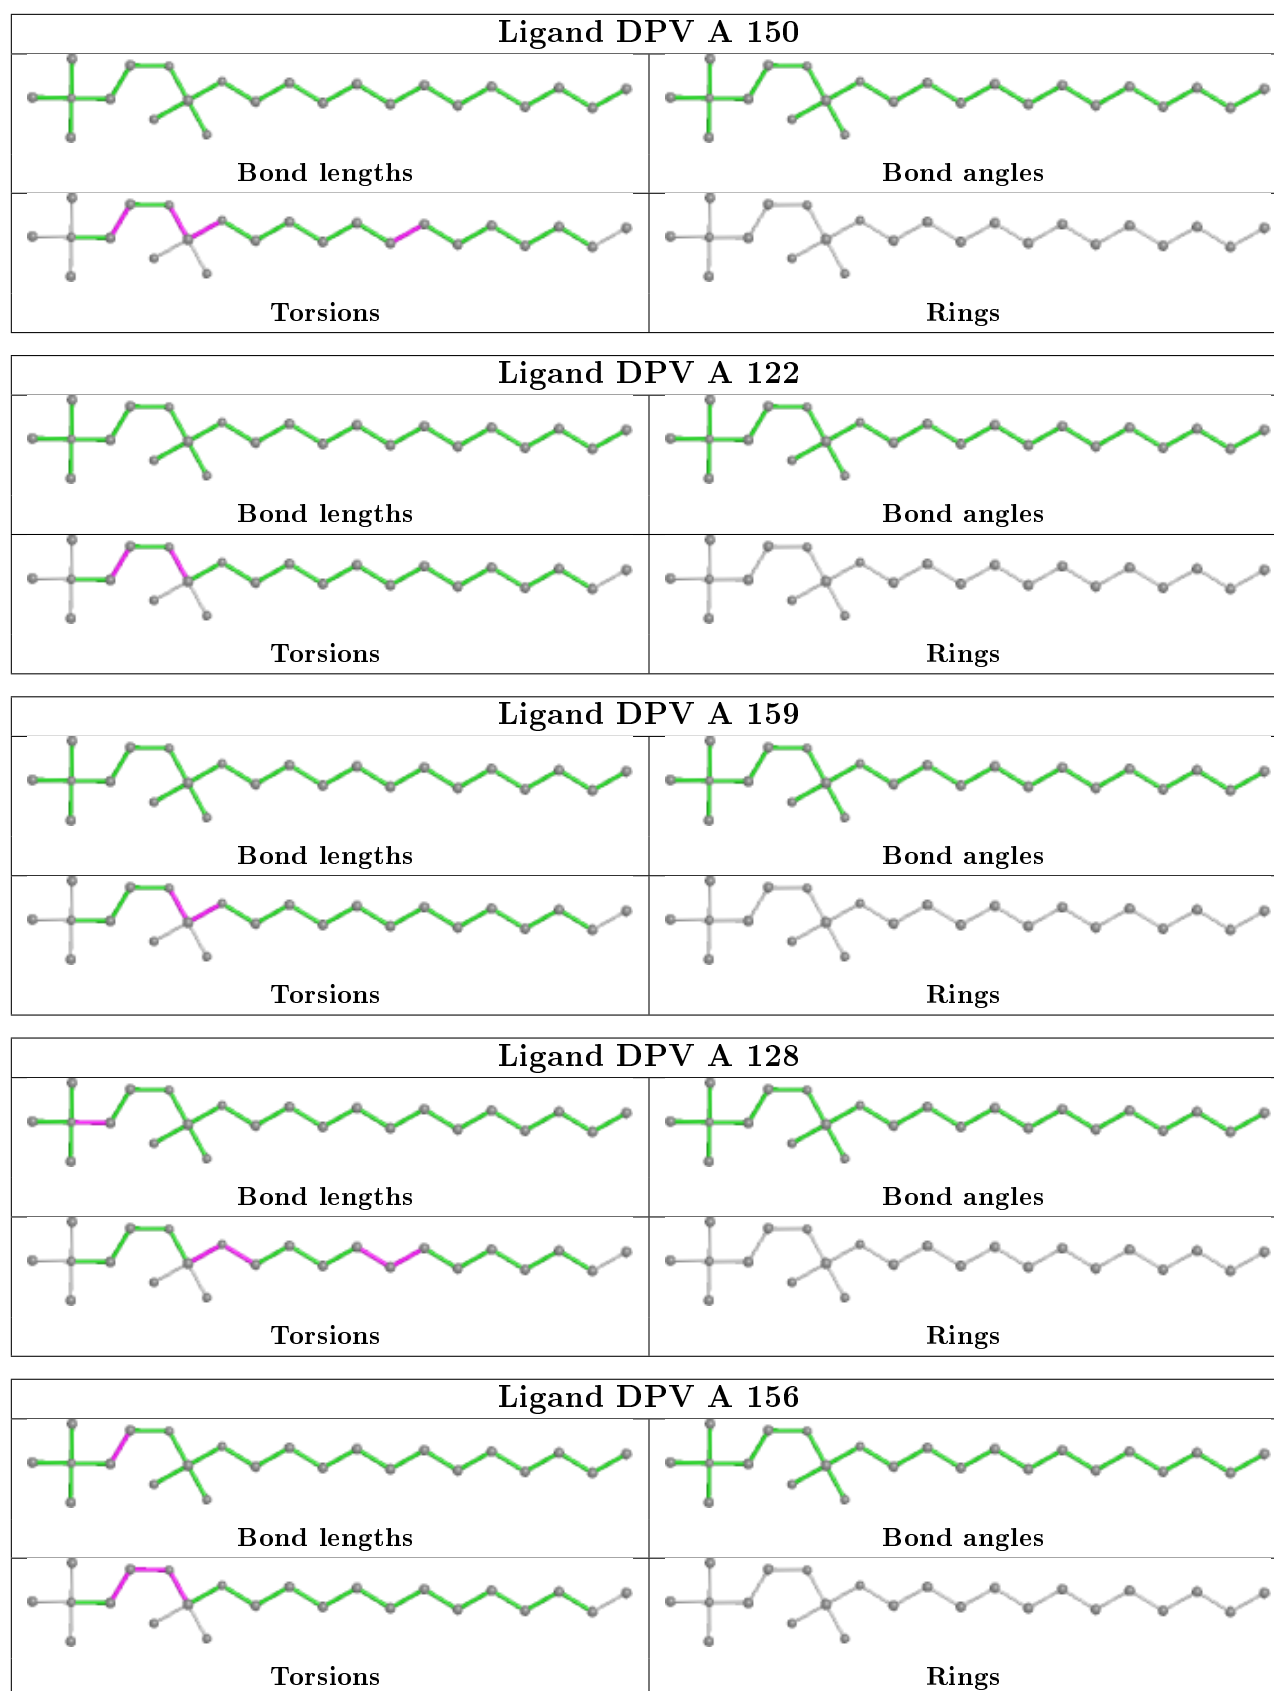 Ligand DPV A 150
Bond lengths
Bond angles
Torsions
Rings
Ligand DPV A 122
Bond lengths
Bond angles
Torsions
Rings
Ligand DPV A 159
Bond lengths
Bond angles
Torsions
Rings
Ligand DPV A 128
Bond lengths
Bond angles
Torsions
Rings
Ligand DPV A 156
Bond lengths
Bond angles
Torsions
Rings